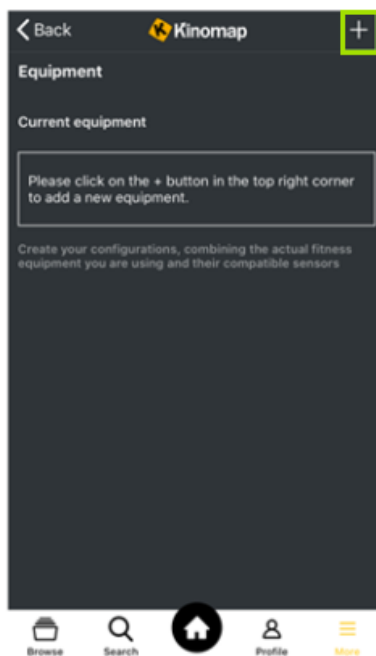 Back
Kinomap
+
Equipment
Current equipment
Please click on the + button in the top right corner
to add a new equipment.
Create your configurations, combining the actual fitness
equipment you are using and their compatible sensors
Browse
Search
Profile
More